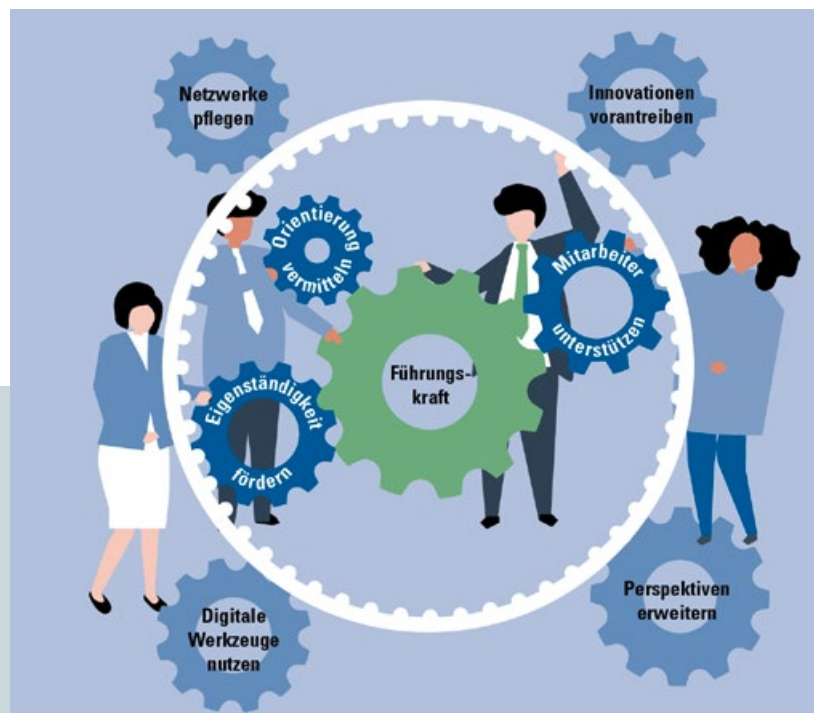 Netzwerke
pflegen
Innovationen
vorantreiben
Orientierung
vermitteln
Mitarbeiter
unterstützen
Führungs-
kraft
Eigenständigkeit
fördern
Digitale
Werkzeuge
nutzen
Perspektiven
erweitern